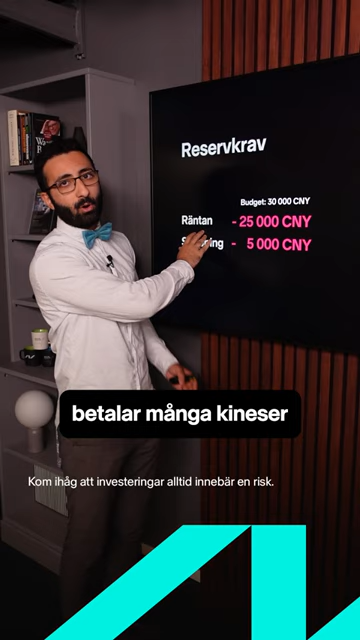 Reservkrav
Budget: 30 000 CNY
Räntan - 25 000 CNY
- 5 000 CNY
betalar många kineser
Kom ihåg att investeringar alltid innebär en risk.